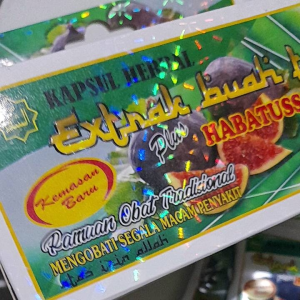 KAPSUL HERBAL
Extrak buah
Plus
HABATUSS
Kemasan
Baru
Ramuan Obat Tradisional
MENGOBATI SEGALA MACAM PENYAKIT